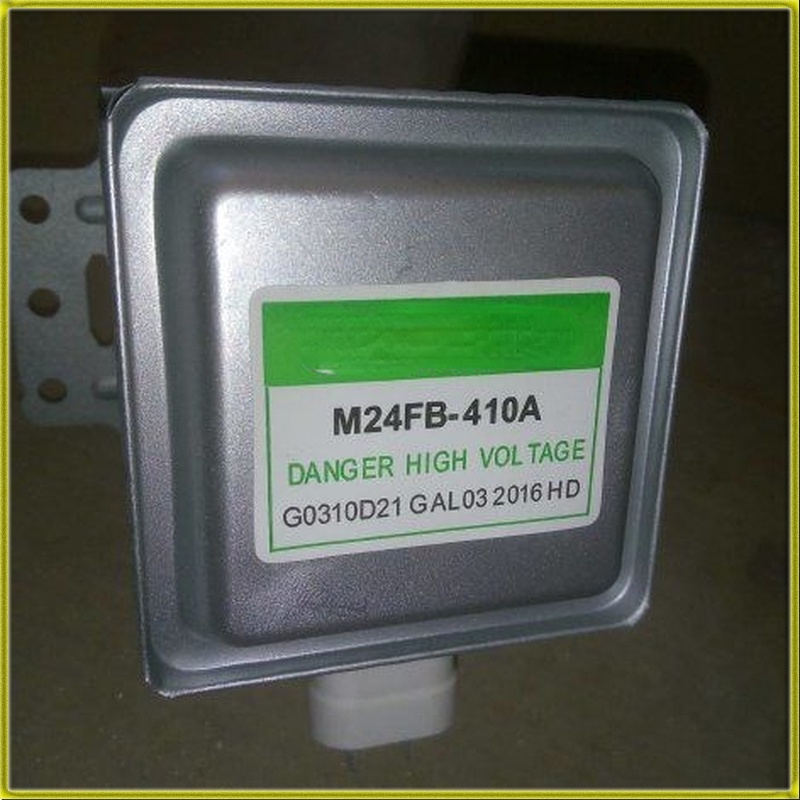 M24FB-410A
DANGER HIGH VOLTAGE
G0310D21 GAL03 2016 HD